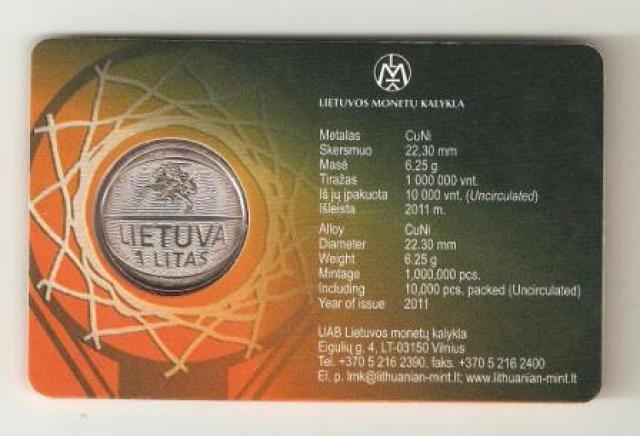 LMK
LIETUVOS MONETŲ KALYKLA
Metalas CuNi
Skersmuo 22,30 mm
Masė 6,25 g
Tiražas 1 000 000 vnt.
Iš jų įpakuota 10 000 vnt. (Uncirculated)
Išleista 2011 m.
Alloy CuNi
Diameter 22.30 mm
Weight 6.25 g
Mintage 1,000,000 pcs.
Including 10,000 pcs, packed (Uncirculated)
Year of issue 2011
UAB Lietuvos monetų kalykla
Eigulių g, 4, LT-03150 Vilnius
Tel. +370 5 216 2390, faks. +370 5 216 2400
El. p. lmk@lithuanian-mint.lt; www.lithuanian-mint.lt
LIETUVA
1 LITAS